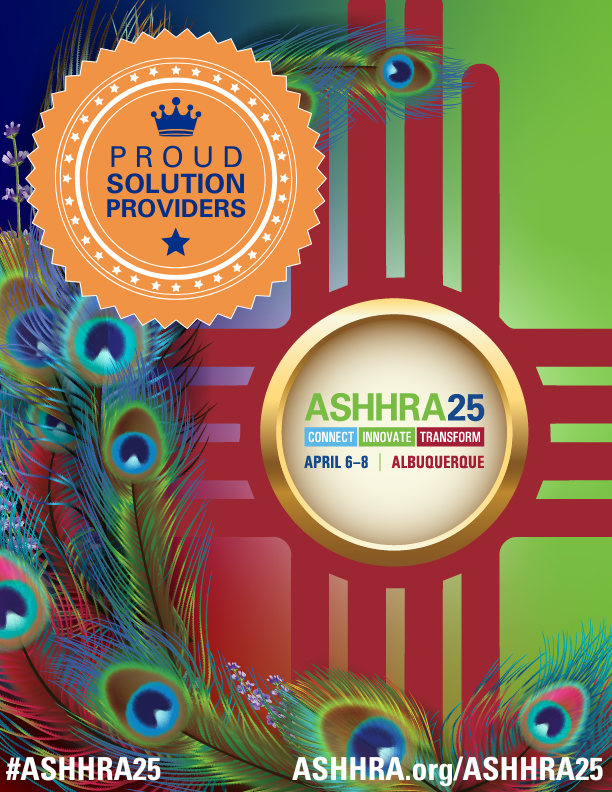 PROUD
SOLUTION
PROVIDERS
ASHHRA25
CONNECT INNOVATE TRANSFORM
APRIL 6–8 | ALBUQUERQUE
#ASHHRA25
ASHHRA.org/ASHHRA25